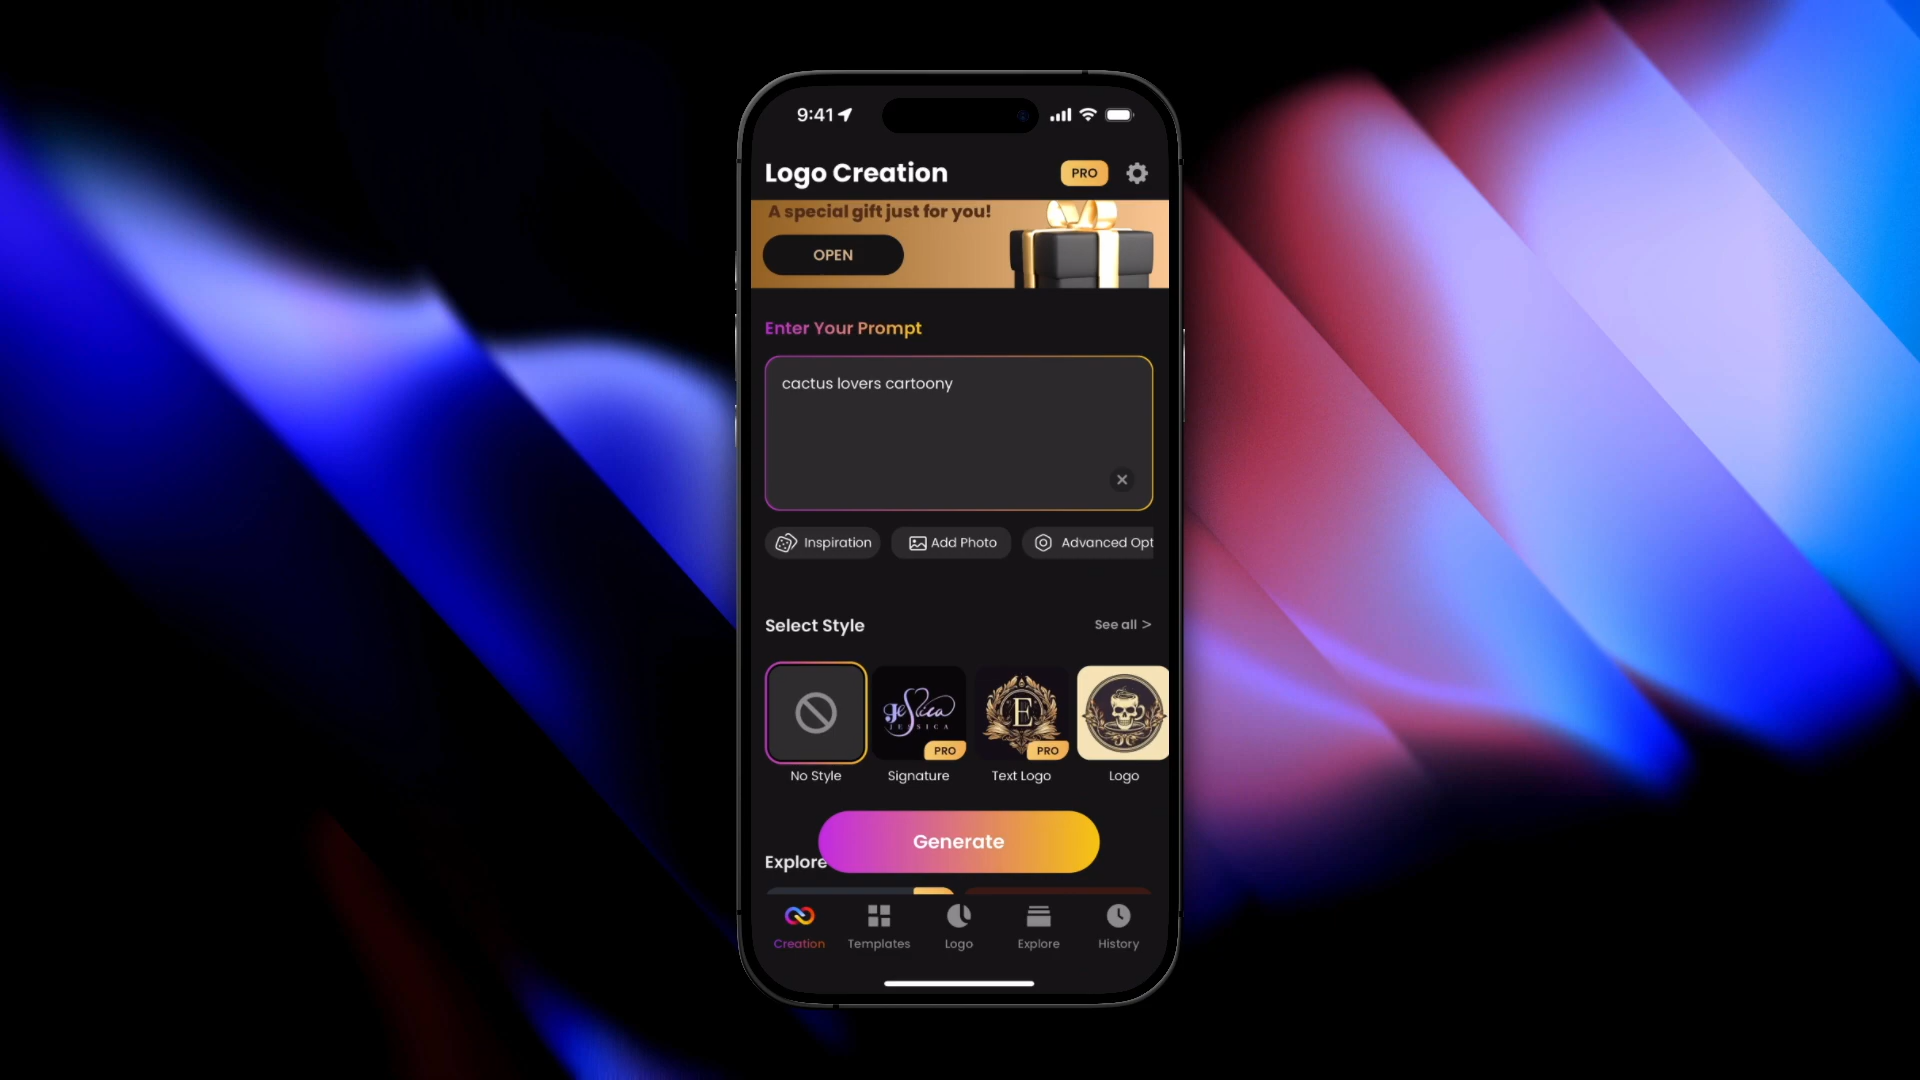 9:41
Logo Creation
PRO
A special gift just for you!
OPEN
Enter Your Prompt
cactus lovers cartoony
Inspiration
Add Photo
Advanced Opt
Select Style
See all >
Jessica
JESSICA
PRO
E
PRO
No Style
Signature
Text Logo
Logo
Generate
Explore
Creation
Templates
Logo
Explore
History